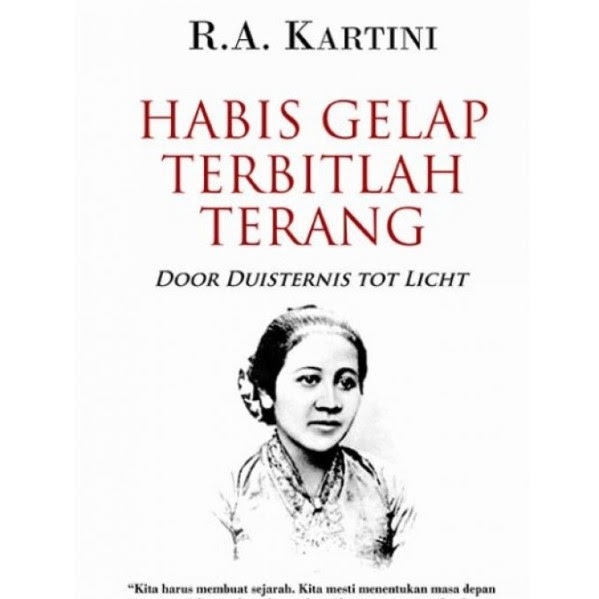 R.A. KARTINI
HABIS GELAP
TERBITLAH
TERANG
DOOR DUISTERNIS TOT LICHT
“Kita harus membuat sejarah. Kita mesti menentukan masa depan